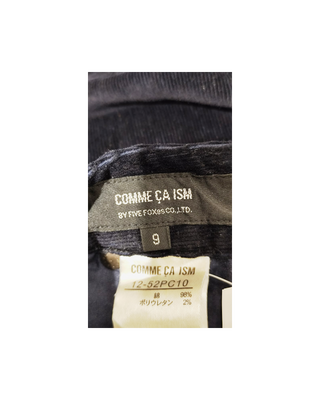 COMME ÇA ISM
BY FIVE FOXes CO.,LTD.
9
COMME ÇA ISM
12-52PC10
綿 98%
ポリウレタン 2%